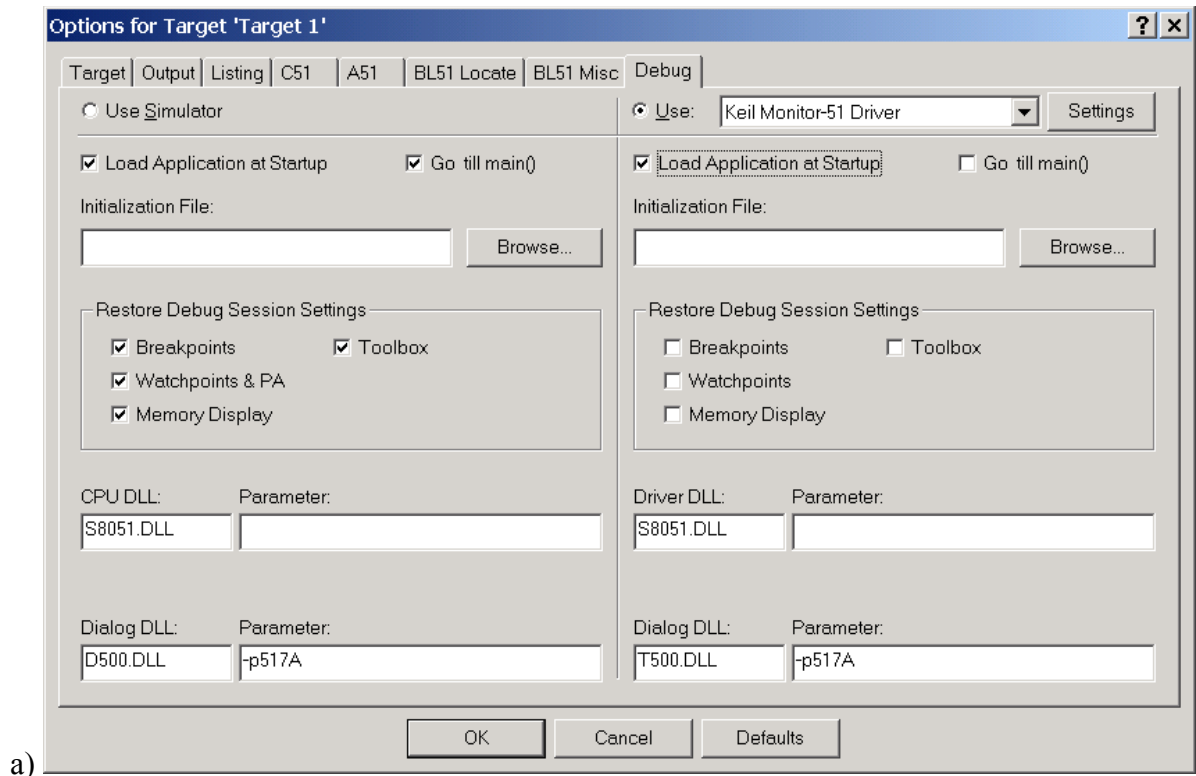 Options for Target 'Target 1'
Target Output Listing C51 A51 BL51 Locate BL51 Misc Debug
Use Simulator
Use: Keil Monitor-51 Driver Settings
Load Application at Startup Go till main()
Load Application at Startup Go till main()
Initialization File:
Initialization File:
Browse...
Browse...
Restore Debug Session Settings
Breakpoints Toolbox
Watchpoints & PA
Memory Display
Restore Debug Session Settings
Breakpoints Toolbox
Watchpoints
Memory Display
CPU DLL: Parameter:
S8051.DLL
Driver DLL: Parameter:
S8051.DLL
Dialog DLL: Parameter:
D500.DLL -p517A
Dialog DLL: Parameter:
T500.DLL -p517A
OK Cancel Defaults
a)